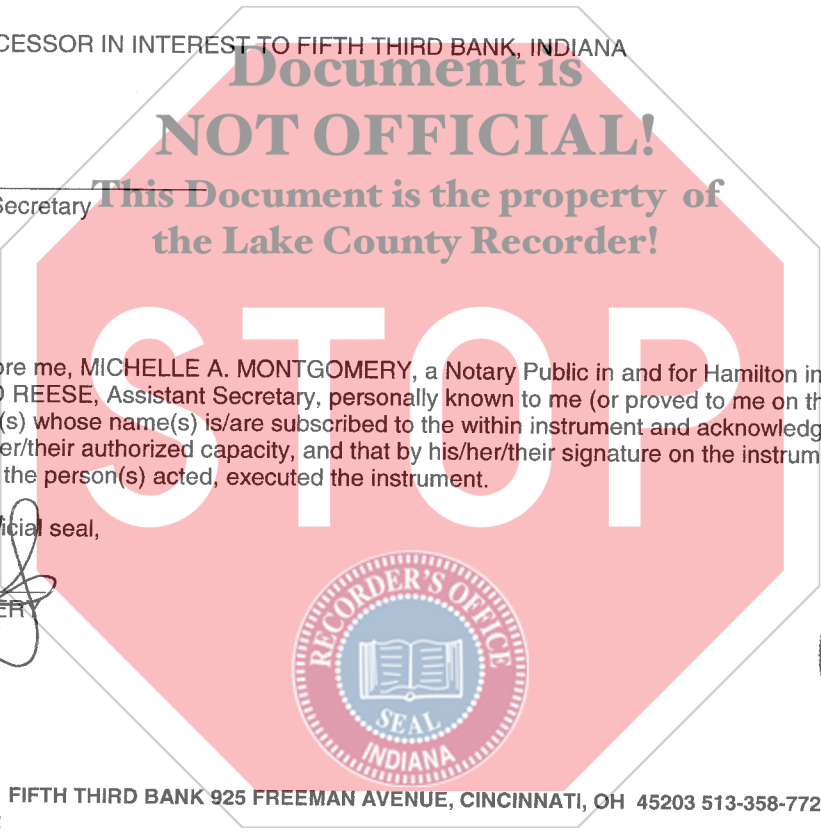 CESSOR IN INTEREST TO FIFTH THIRD BANK, INDIANA
Document is
NOT OFFICIAL!
This Document is the property of
the Lake County Recorder!
Secretary
STOP
ore me, MICHELLE A. MONTGOMERY, a Notary Public in and for Hamilton in
REESE, Assistant Secretary, personally known to me (or proved to me on th
(s) whose name(s) is/are subscribed to the within instrument and acknowledg
er/their authorized capacity, and that by his/her/their signature on the instrum
the person(s) acted, executed the instrument.
icial seal,
ERY
RECORDER'S OFFICE
SEAL
INDIANA
FIFTH THIRD BANK 925 FREEMAN AVENUE, CINCINNATI, OH 45203 513-358-772